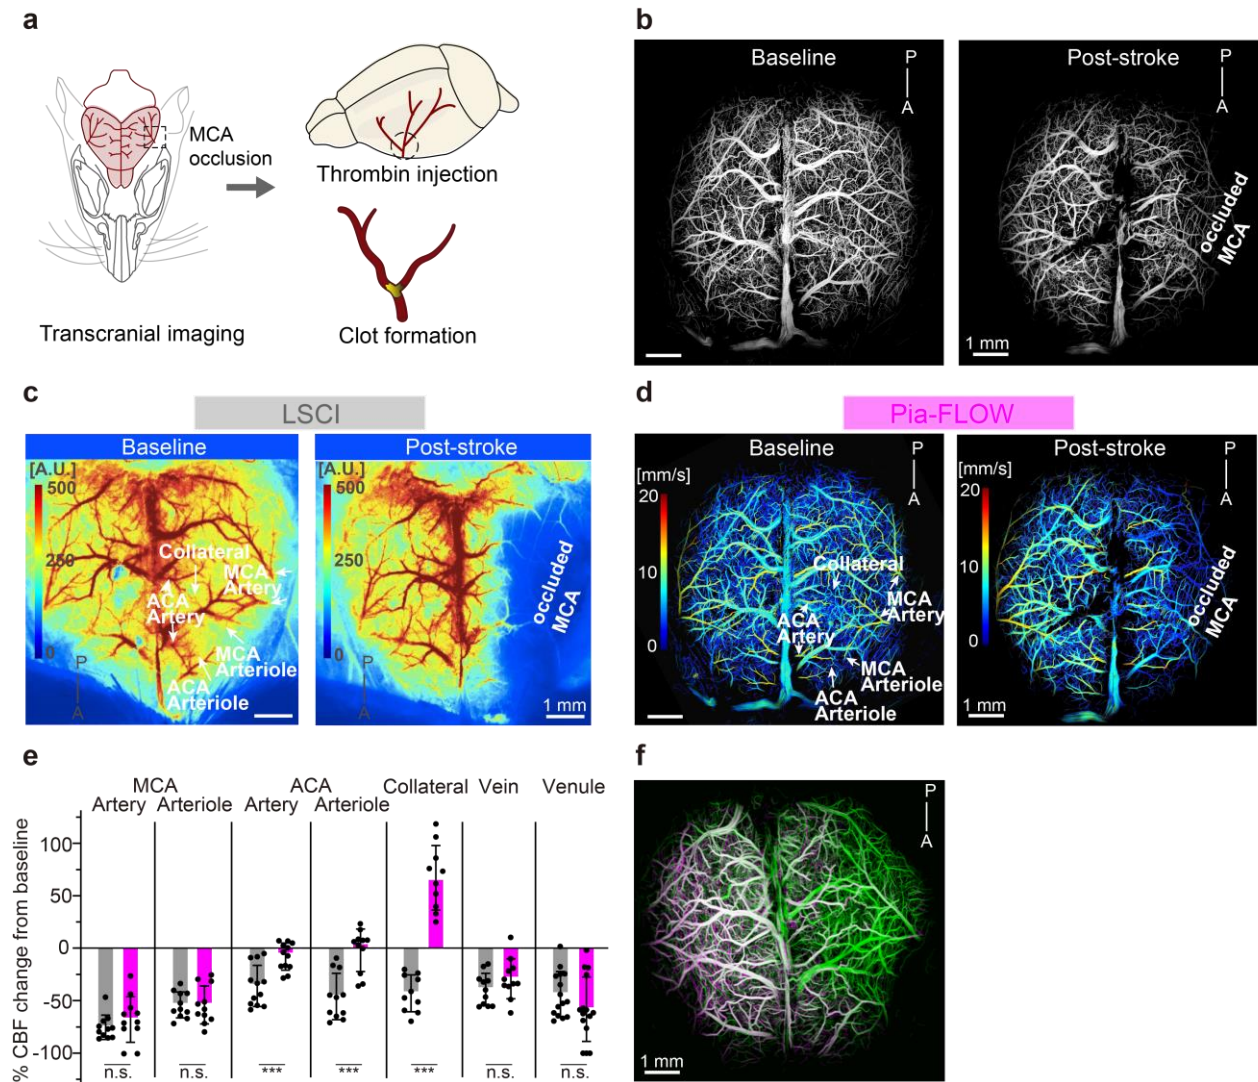 a
MCA
occlusion
Thrombin injection
Transcranial imaging
Clot formation
b
Baseline
P
A
Post-stroke
P
A
occluded
MCA
1 mm
c
LSCI
Baseline
[A.U.]
500
250
0
Collateral
MCA
Artery
ACA
Artery
MCA
Arteriole
ACA
Arteriole
P
A
Post-stroke
[A.U.]
500
250
0
occluded
MCA
P
A
1 mm
d
Pia-FLOW
Baseline
[mm/s]
20
10
0
P
A
Collateral
MCA
Artery
ACA
Artery
MCA
Arteriole
ACA
Arteriole
Post-stroke
[mm/s]
20
10
0
P
A
occluded
MCA
1 mm
e
MCA
ACA
Collateral
Vein
Venule
Artery
Arteriole
Artery
Arteriole
% CBF change from baseline
100
50
0
-50
-100
n.s.
n.s.
***
***
***
n.s.
n.s.
f
P
A
1 mm